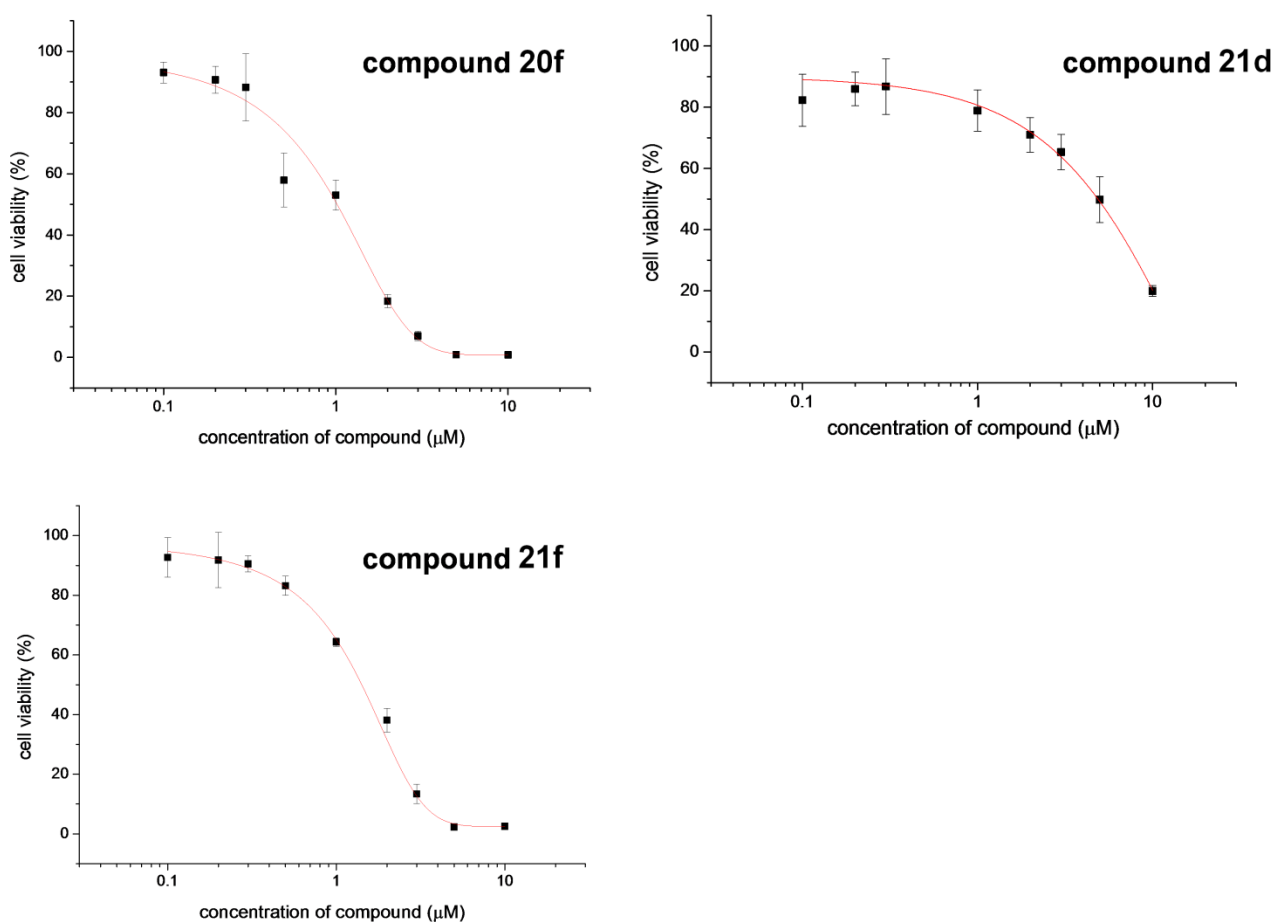 compound 20f
100
80
60
40
20
0
cell viability (%)
0.1 1 10
concentration of compound (μM)
compound 21d
100
80
60
40
20
0
cell viability (%)
0.1 1 10
concentration of compound (μM)
compound 21f
100
80
60
40
20
0
cell viability (%)
0.1 1 10
concentration of compound (μM)